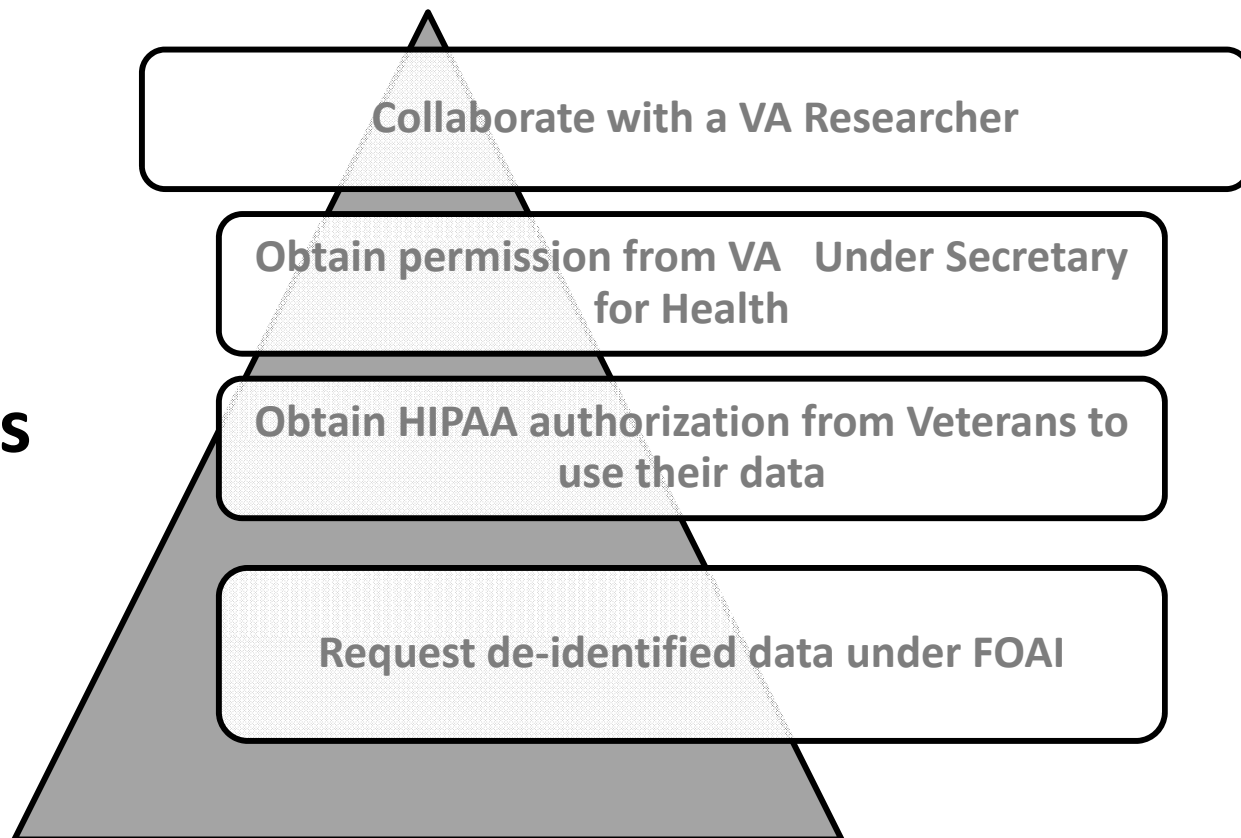 Collaborate with a VA Researcher
Obtain permission from VA   Under Secretary
for Health
s
Obtain HIPAA authorization from Veterans to
use their data
Request de-identified data under FOAI